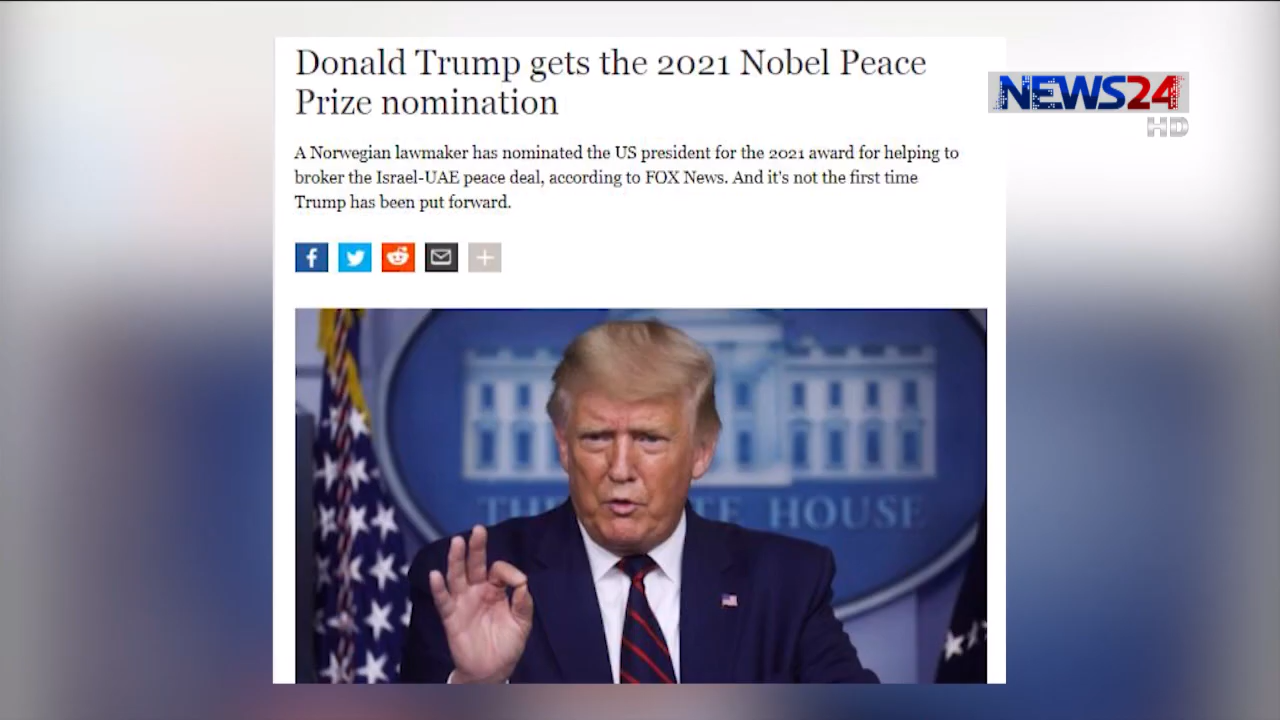 Donald Trump gets the 2021 Nobel Peace
Prize nomination
NEWS24
HD
A Norwegian lawmaker has nominated the US president for the 2021 award for helping to
broker the Israel-UAE peace deal, according to FOX News. And it's not the first time
Trump has been put forward.
HOUSE